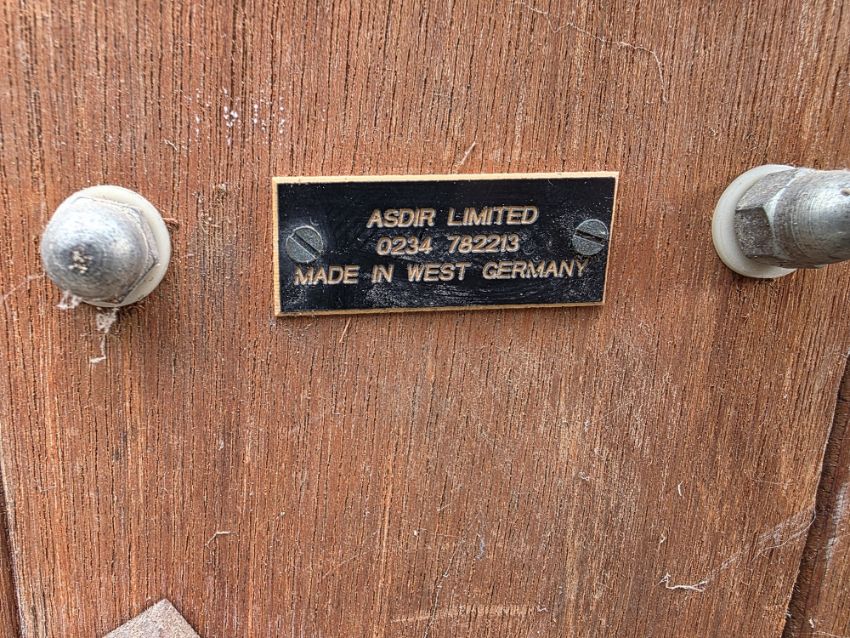 ASDIR LIMITED
0234 782213
MADE IN WEST GERMANY